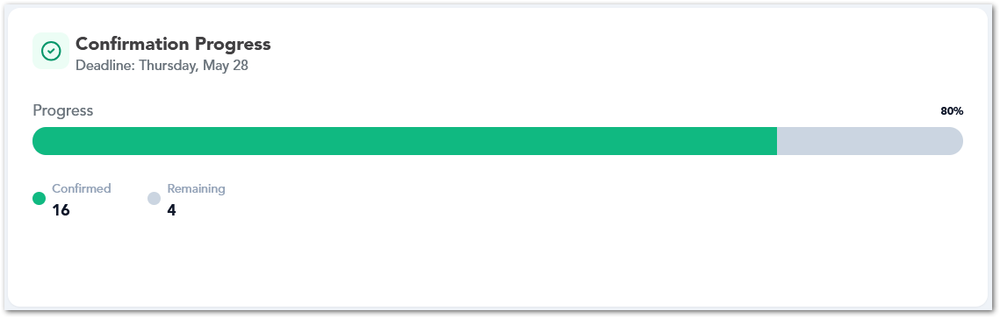 Confirmation Progress
Deadline: Thursday, May 28
Progress
80%
Confirmed
16
Remaining
4